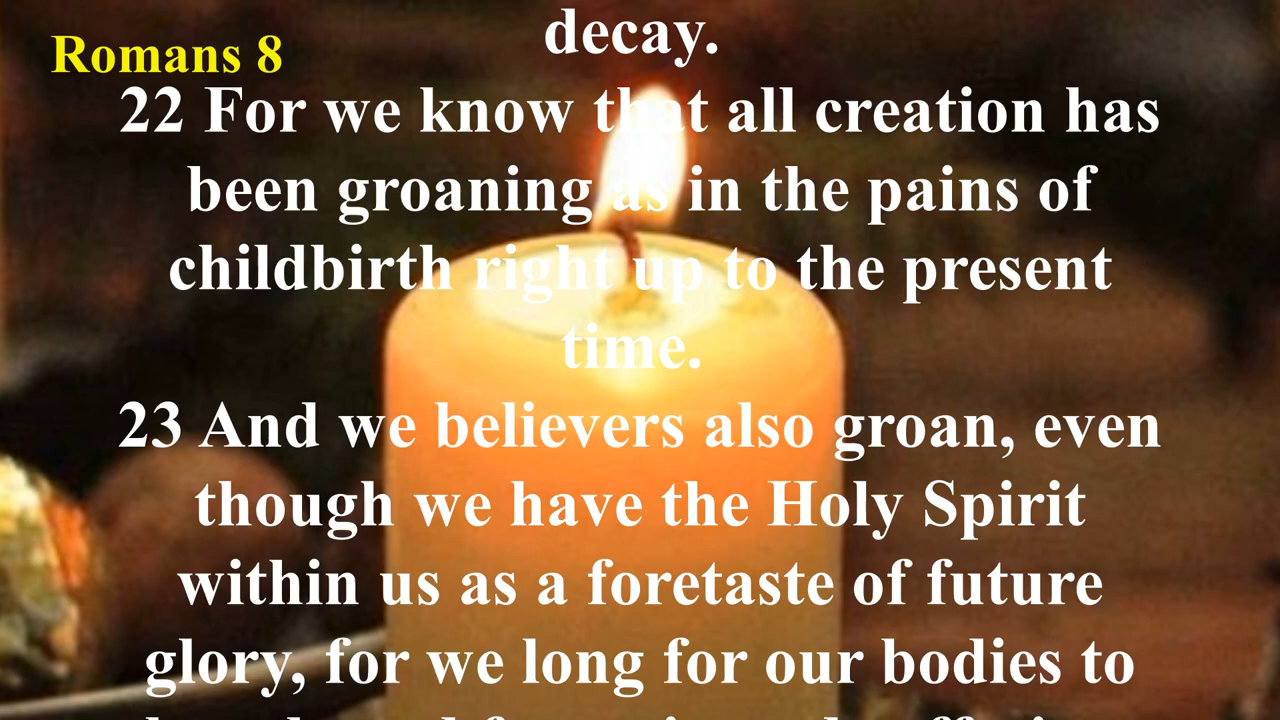 decay.
Romans 8
22 For we know that all creation has
been groaning as in the pains of
childbirth right up to the present
time.
23 And we believers also groan, even
though we have the Holy Spirit
within us as a foretaste of future
glory, for we long for our bodies to